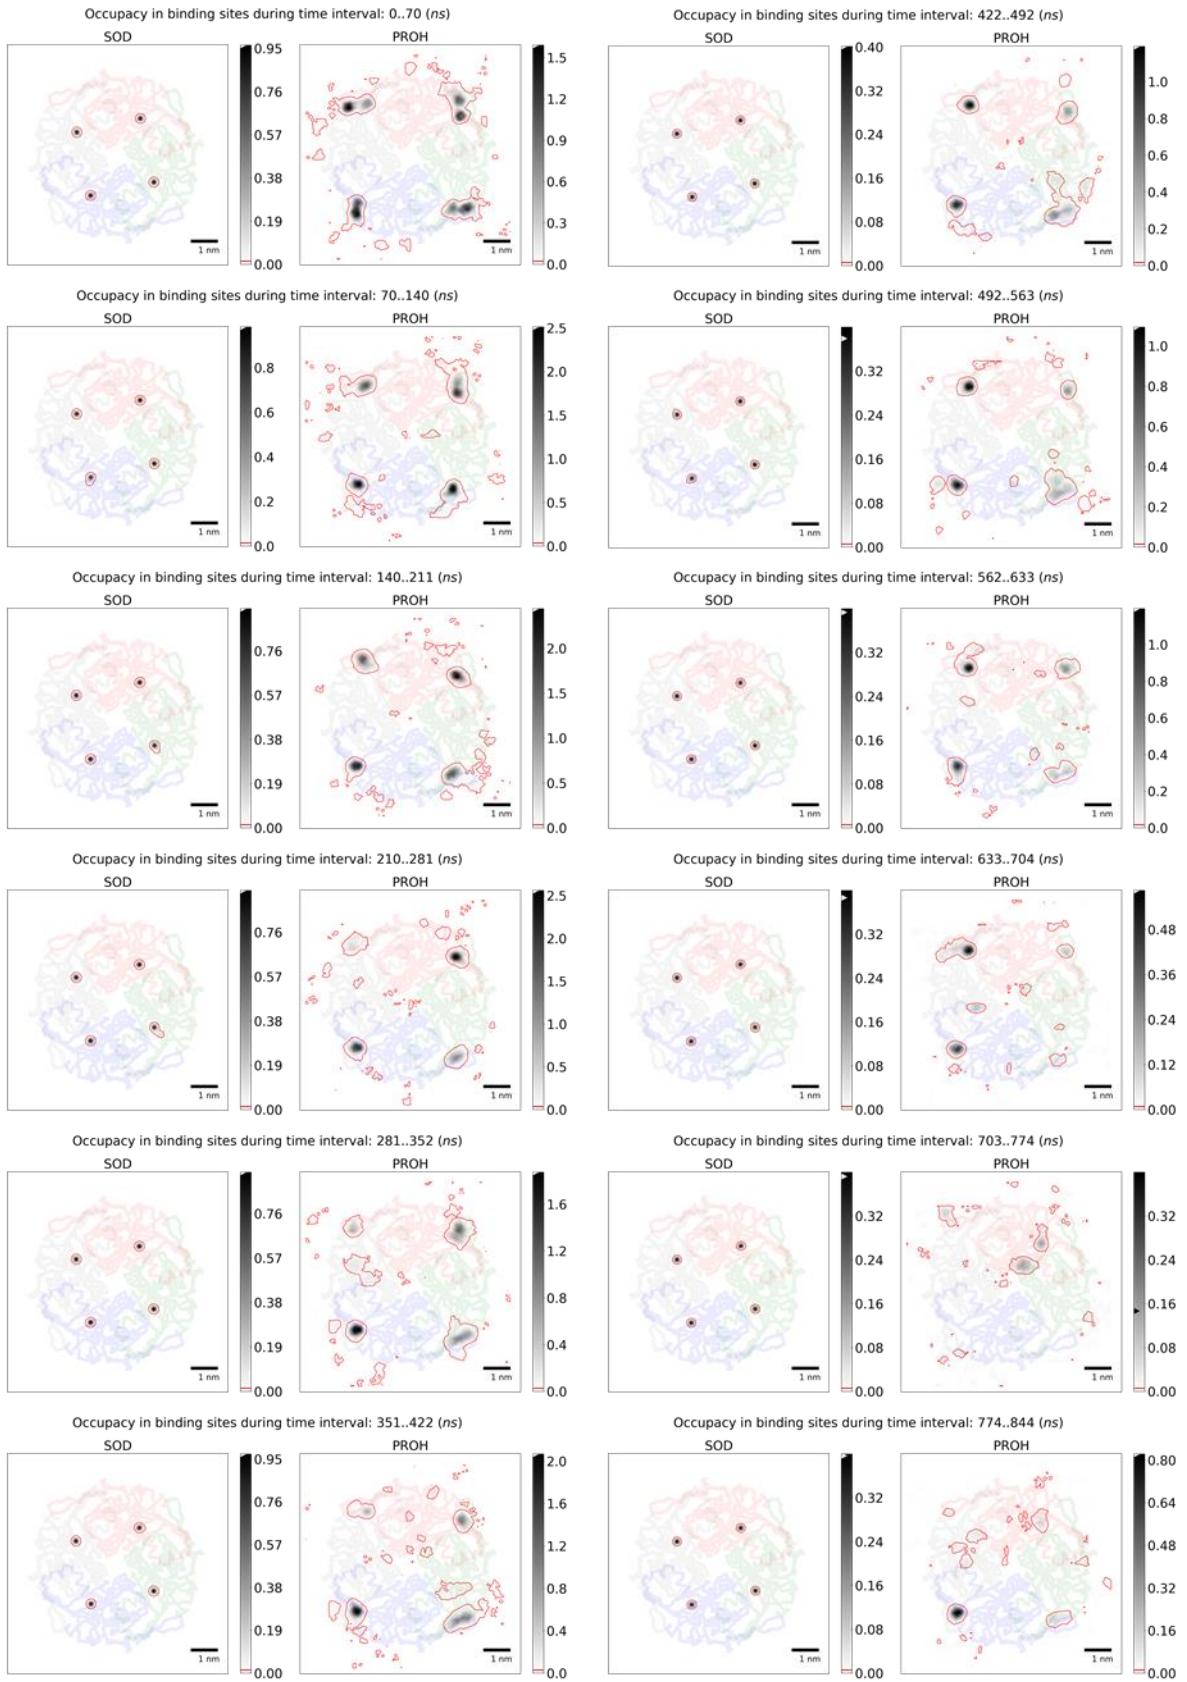 Occupancy in binding sites during time interval: 0..70 (ns)
SOD
PROH
0.95
0.76
0.57
0.38
0.19
0.00
1 nm
1.5
1.2
0.9
0.6
0.3
0.0
1 nm
Occupancy in binding sites during time interval: 422..492 (ns)
SOD
PROH
0.40
0.32
0.24
0.16
0.08
0.00
1 nm
1.0
0.8
0.6
0.4
0.2
0.0
1 nm
Occupancy in binding sites during time interval: 70..140 (ns)
SOD
PROH
0.8
0.6
0.4
0.2
0.0
1 nm
2.5
2.0
1.5
1.0
0.5
0.0
1 nm
Occupancy in binding sites during time interval: 492..563 (ns)
SOD
PROH
0.32
0.24
0.16
0.08
0.00
1 nm
1.0
0.8
0.6
0.4
0.2
0.0
1 nm
Occupancy in binding sites during time interval: 140..211 (ns)
SOD
PROH
0.76
0.57
0.38
0.19
0.00
1 nm
2.0
1.5
1.0
0.5
0.0
1 nm
Occupancy in binding sites during time interval: 562..633 (ns)
SOD
PROH
0.32
0.24
0.16
0.08
0.00
1 nm
1.0
0.8
0.6
0.4
0.2
0.0
1 nm
Occupancy in binding sites during time interval: 210..281 (ns)
SOD
PROH
0.76
0.57
0.38
0.19
0.00
1 nm
2.5
2.0
1.5
1.0
0.5
0.0
1 nm
Occupancy in binding sites during time interval: 633..704 (ns)
SOD
PROH
0.32
0.24
0.16
0.08
0.00
1 nm
0.48
0.36
0.24
0.12
0.00
1 nm
Occupancy in binding sites during time interval: 281..352 (ns)
SOD
PROH
0.76
0.57
0.38
0.19
0.00
1 nm
1.6
1.2
0.8
0.4
0.0
1 nm
Occupancy in binding sites during time interval: 703..774 (ns)
SOD
PROH
0.32
0.24
0.16
0.08
0.00
1 nm
0.32
0.24
0.16
0.08
0.00
1 nm
Occupancy in binding sites during time interval: 351..422 (ns)
SOD
PROH
0.95
0.76
0.57
0.38
0.19
0.00
1 nm
2.0
1.6
1.2
0.8
0.4
0.0
1 nm
Occupancy in binding sites during time interval: 774..844 (ns)
SOD
PROH
0.32
0.24
0.16
0.08
0.00
1 nm
0.80
0.64
0.48
0.32
0.16
0.00
1 nm